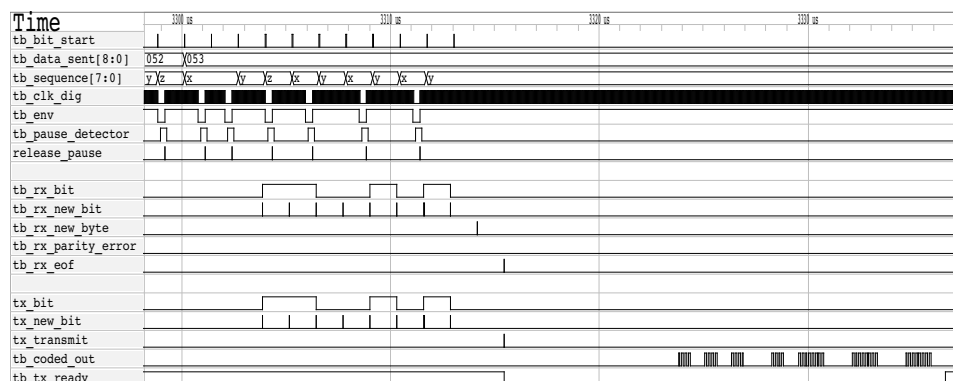 Time
3300 us 3310 us 3320 us 3330 us
tb_bit_start
tb_data_sent[8:0] 052 053
tb_sequence[7:0] y z x y z x y x y x y
tb_clk_dig
tb_env
tb_pause_detector
release_pause
tb_rx_bit
tb_rx_new_bit
tb_rx_new_byte
tb_rx_parity_error
tb_rx_eof
tx_bit
tx_new_bit
tx_transmit
tb_coded_out
tb_tx_ready